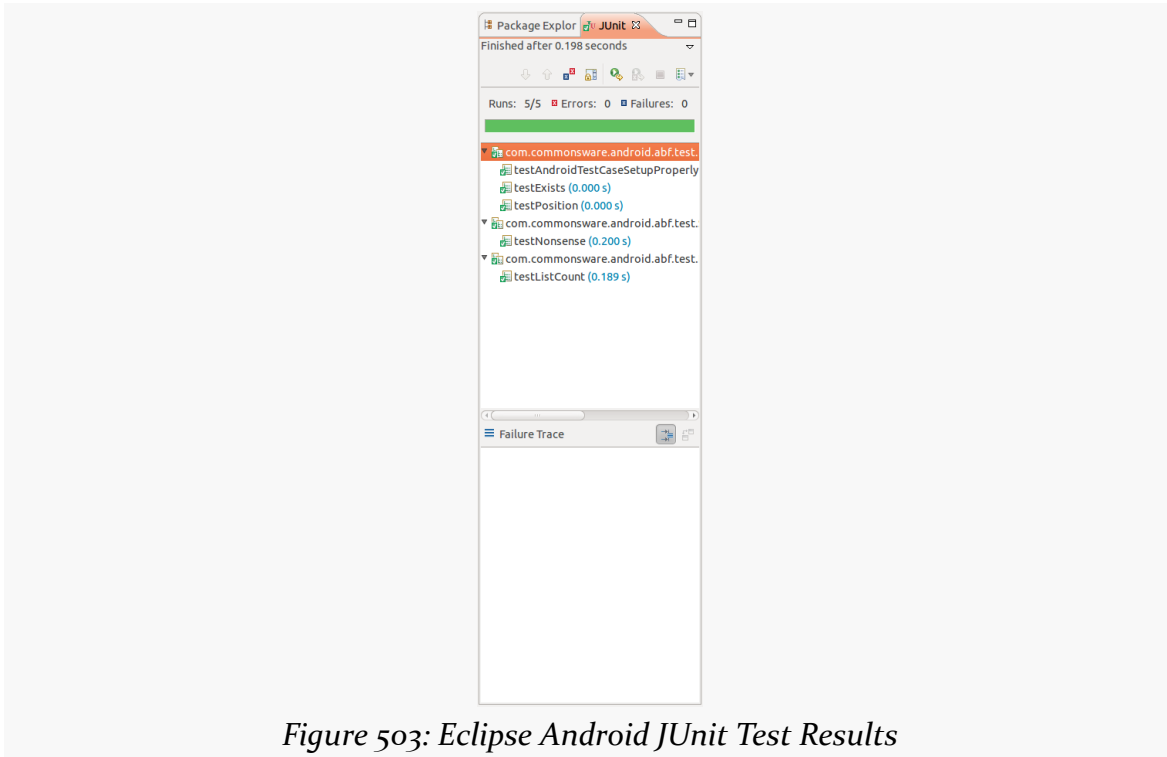 Package Explor JUnit
Finished after 0.198 seconds
Runs: 5/5 Errors: 0 Failures: 0
com.commonsware.android.abf.test.
testAndroidTestCaseSetupProperly
testExists (0.000 s)
testPosition (0.000 s)
com.commonsware.android.abf.test.
testNonsense (0.200 s)
com.commonsware.android.abf.test.
testListCount (0.189 s)
Failure Trace
Figure 503: Eclipse Android JUnit Test Results